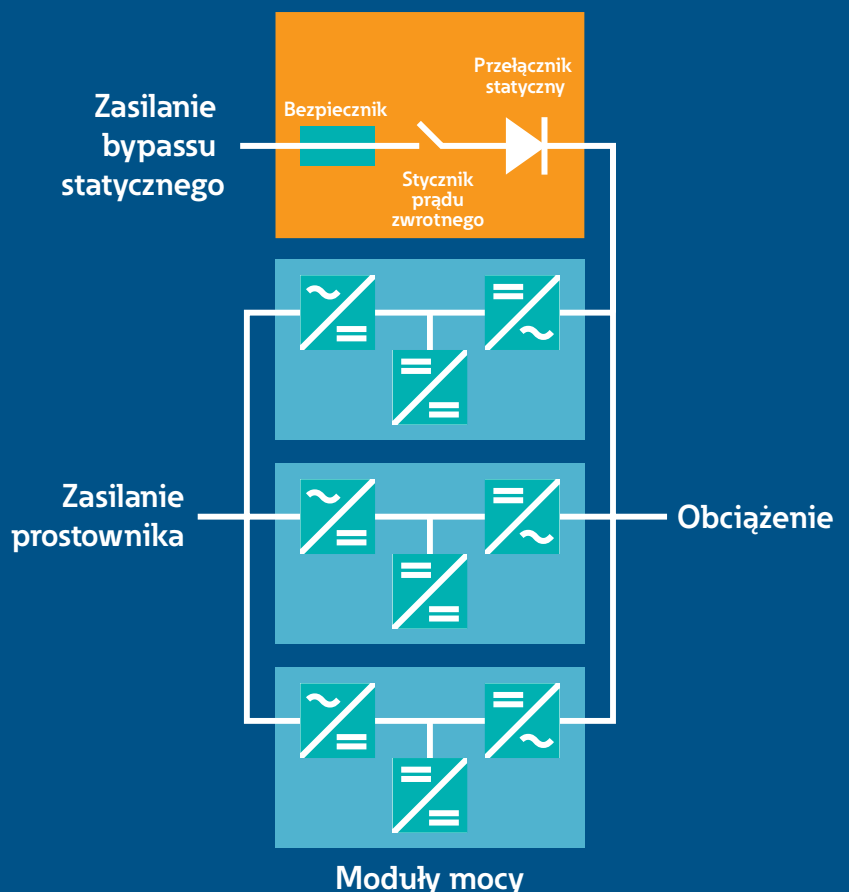 Zasilanie
bypassu
statycznego
Bezpiecznik
Przełącznik
statyczny
Stycznik
prądu
zwrotnego
Zasilanie
prostownika
Obciążenie
Moduły mocy